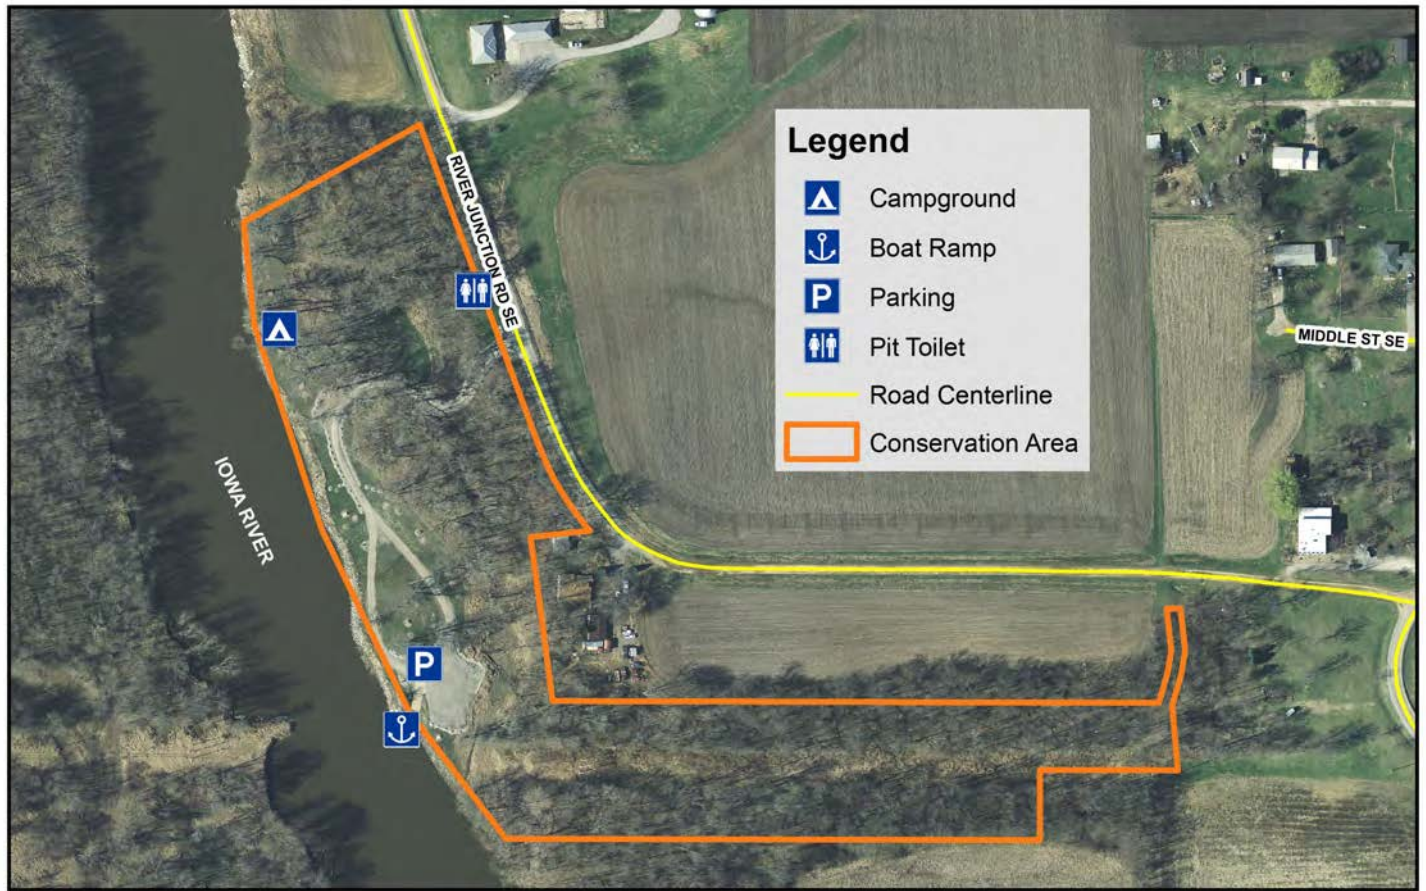 RIVER JUNCTION RD SE
IOWA RIVER
P
Legend
Campground
Boat Ramp
P Parking
Pit Toilet
Road Centerline
Conservation Area
MIDDLE ST SE